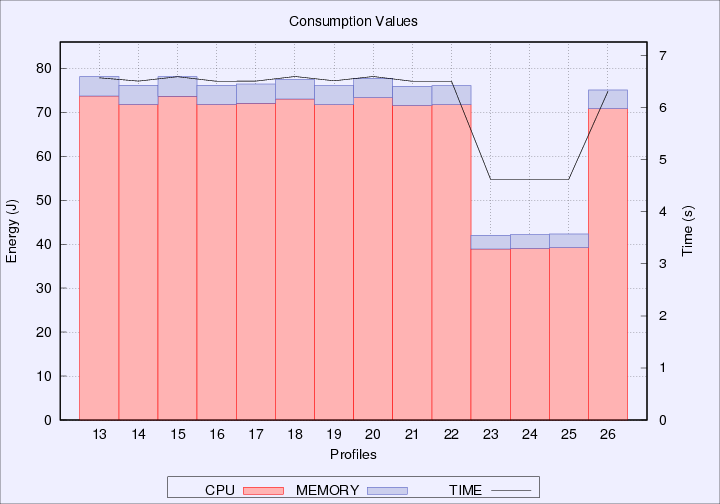 Consumption Values
80
70
60
50
40
30
20
10
0
Energy (J)
7
6
5
4
3
2
1
0
Time (s)
13 14 15 16 17 18 19 20 21 22 23 24 25 26
Profiles
CPU MEMORY TIME